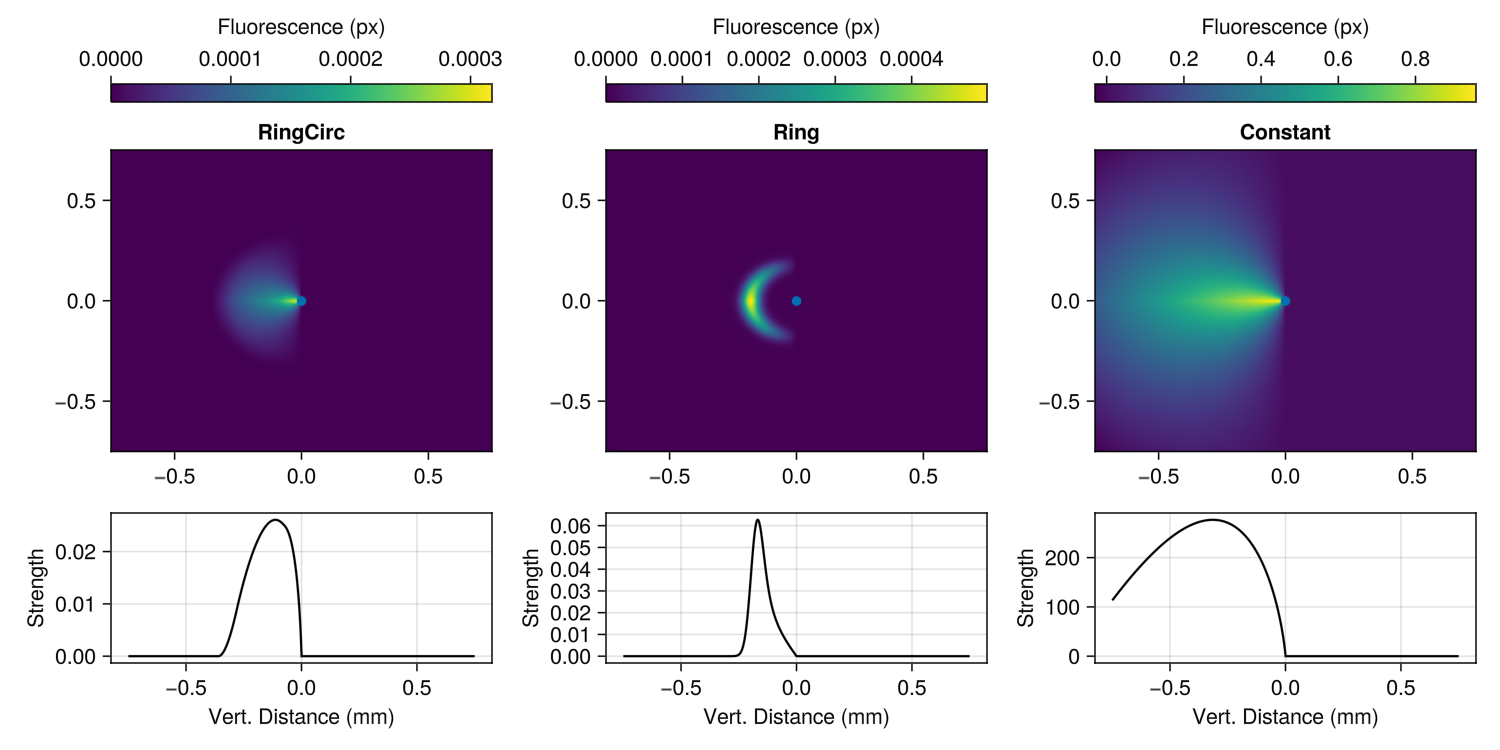 Fluorescence (px) Fluorescence (px) Fluorescence (px)
0.0000 0.0001 0.0002 0.0003 0.0000 0.0001 0.0002 0.0003 0.0004 0.0 0.2 0.4 0.6 0.8
RingCirc Ring Constant
0.5 0.5 0.5
0.0 0.0 0.0
−0.5 −0.5 −0.5
−0.5 0.0 0.5 −0.5 0.0 0.5 −0.5 0.0 0.5
Strength 0.02 0.01 0.00
Strength 0.06 0.05 0.04 0.03 0.02 0.01 0.00
Strength 200 100 0
−0.5 0.0 0.5 −0.5 0.0 0.5 −0.5 0.0 0.5
Vert. Distance (mm) Vert. Distance (mm) Vert. Distance (mm)